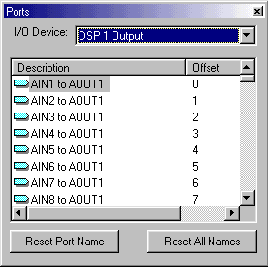 Ports
I/O Device: DSP 1 Output
Description Offset
AIN1 to AOUT1 0
AIN2 to AOUT1 1
AIN3 to AOUT1 2
AIN4 to AOUT1 3
AIN5 to AOUT1 4
AIN6 to AOUT1 5
AIN7 to AOUT1 6
AIN8 to AOUT1 7
Reset Port Name Reset All Names